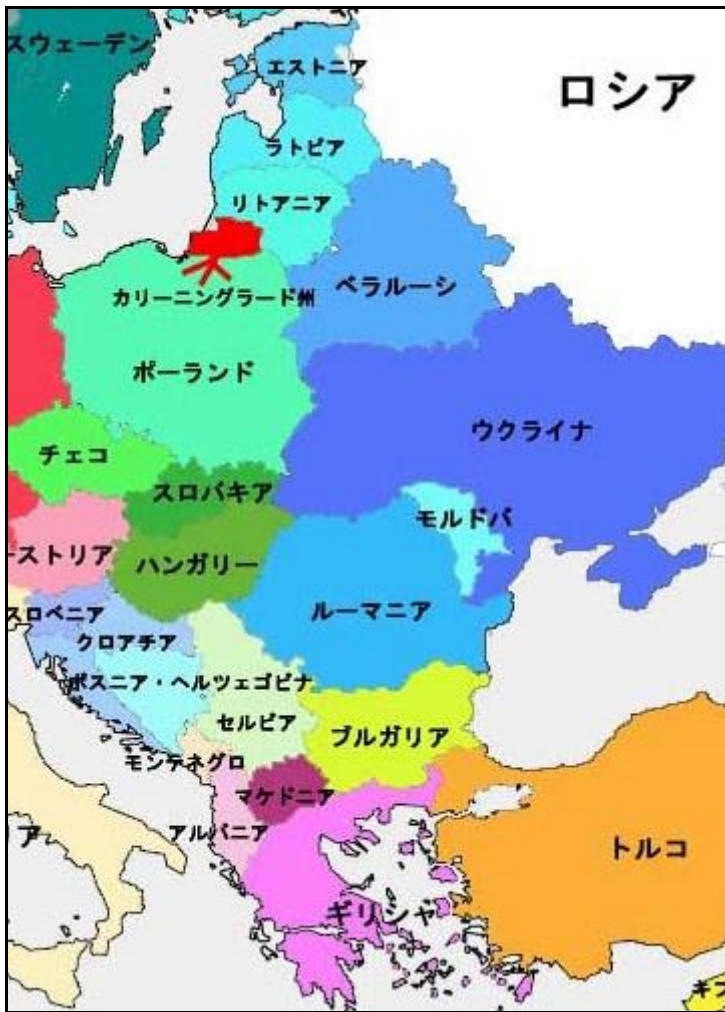 スウェーデン
エストニア
ロシア
ラトビア
リトアニア
ベラルーシ
カリーニングラード州
ポーランド
ウクライナ
チェコ
スロバキア
モルドバ
ーストリア
ハンガリー
ルーマニア
スロベニア
クロアチア
ボスニア・ヘルツェゴビナ
セルビア
ブルガリア
モンテネグロ
マケドニア
アルバニア
リア
トルコ
ギリシャ
キプ